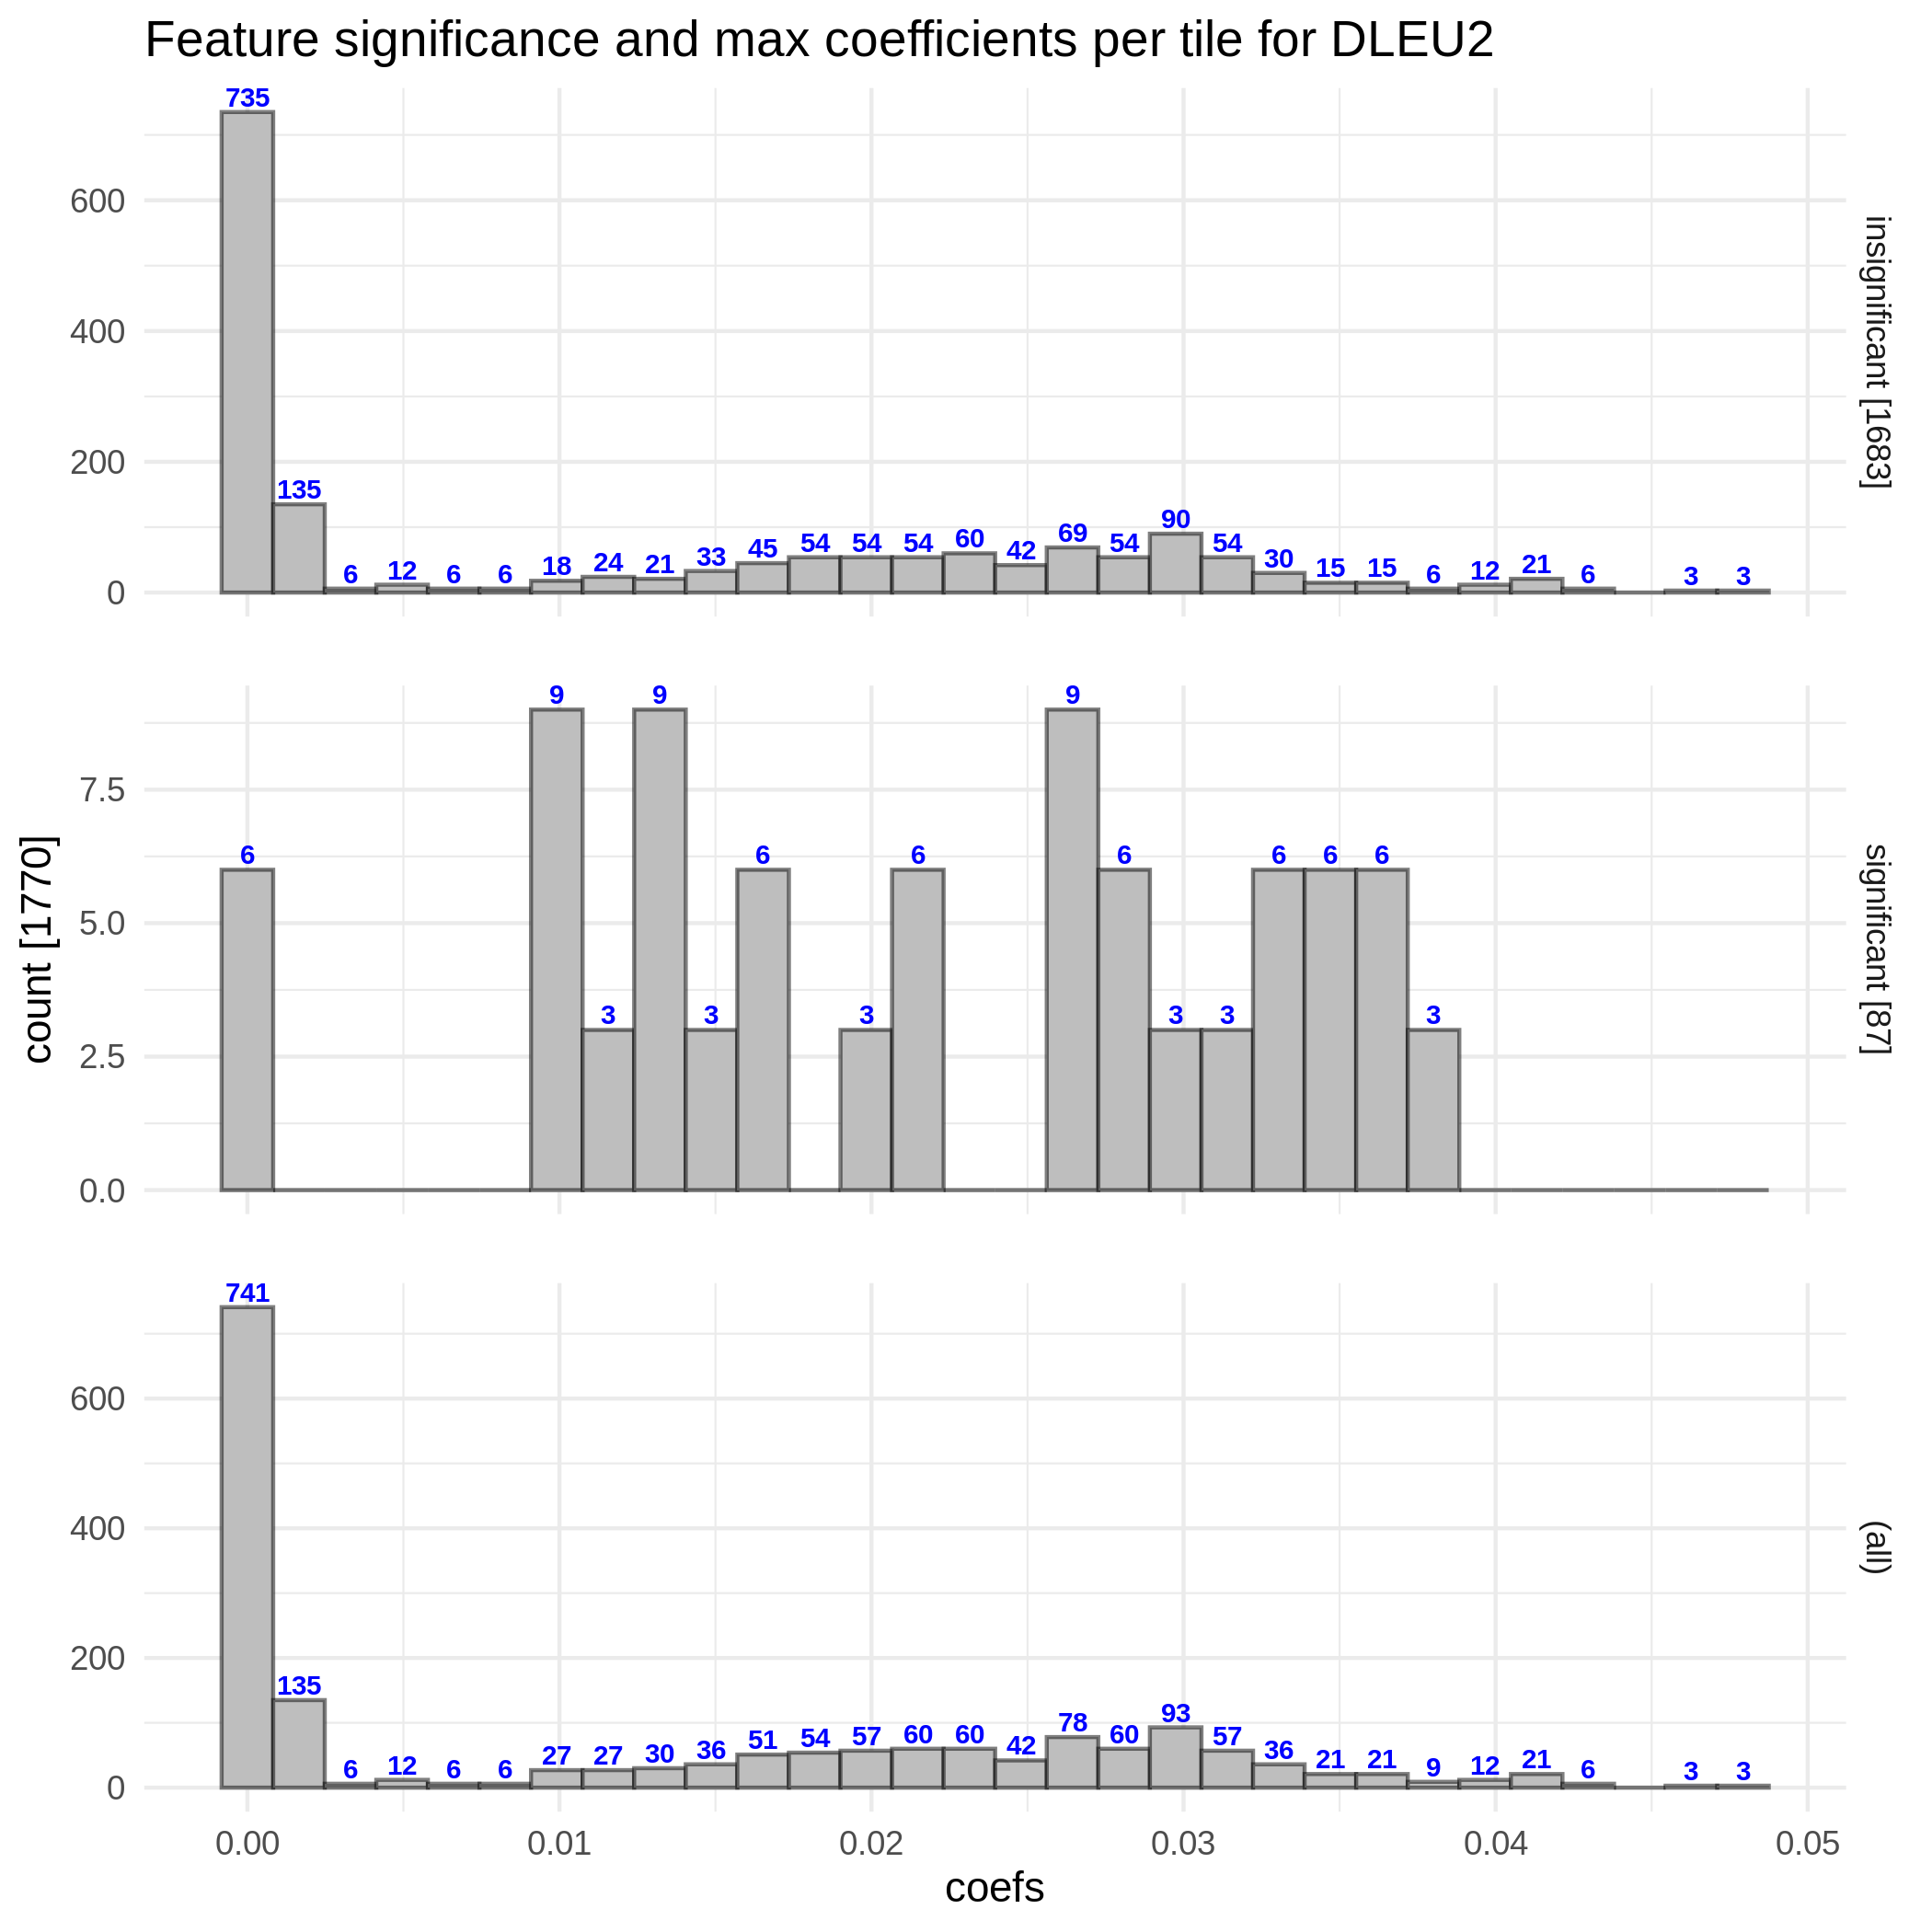 Feature significance and max coefficients per tile for DLEU2
735
600
400
200
0
135
6 12 6 6 18 24 21 33 45 54 54 54 60 42 69 54 90 54 30 15 15 6 12 21 6 3 3
insignificant [1683]
count [1770]
7.5
5.0
2.5
0.0
6 9 3 9 3 6 3 6 9 6 3 3 6 6 6 3
significant [87]
741
600
400
200
0
135
6 12 6 6 27 27 30 36 51 54 57 60 60 42 78 60 93 57 36 21 21 9 12 21 6 3 3
(all)
0.00 0.01 0.02 0.03 0.04 0.05
coefs